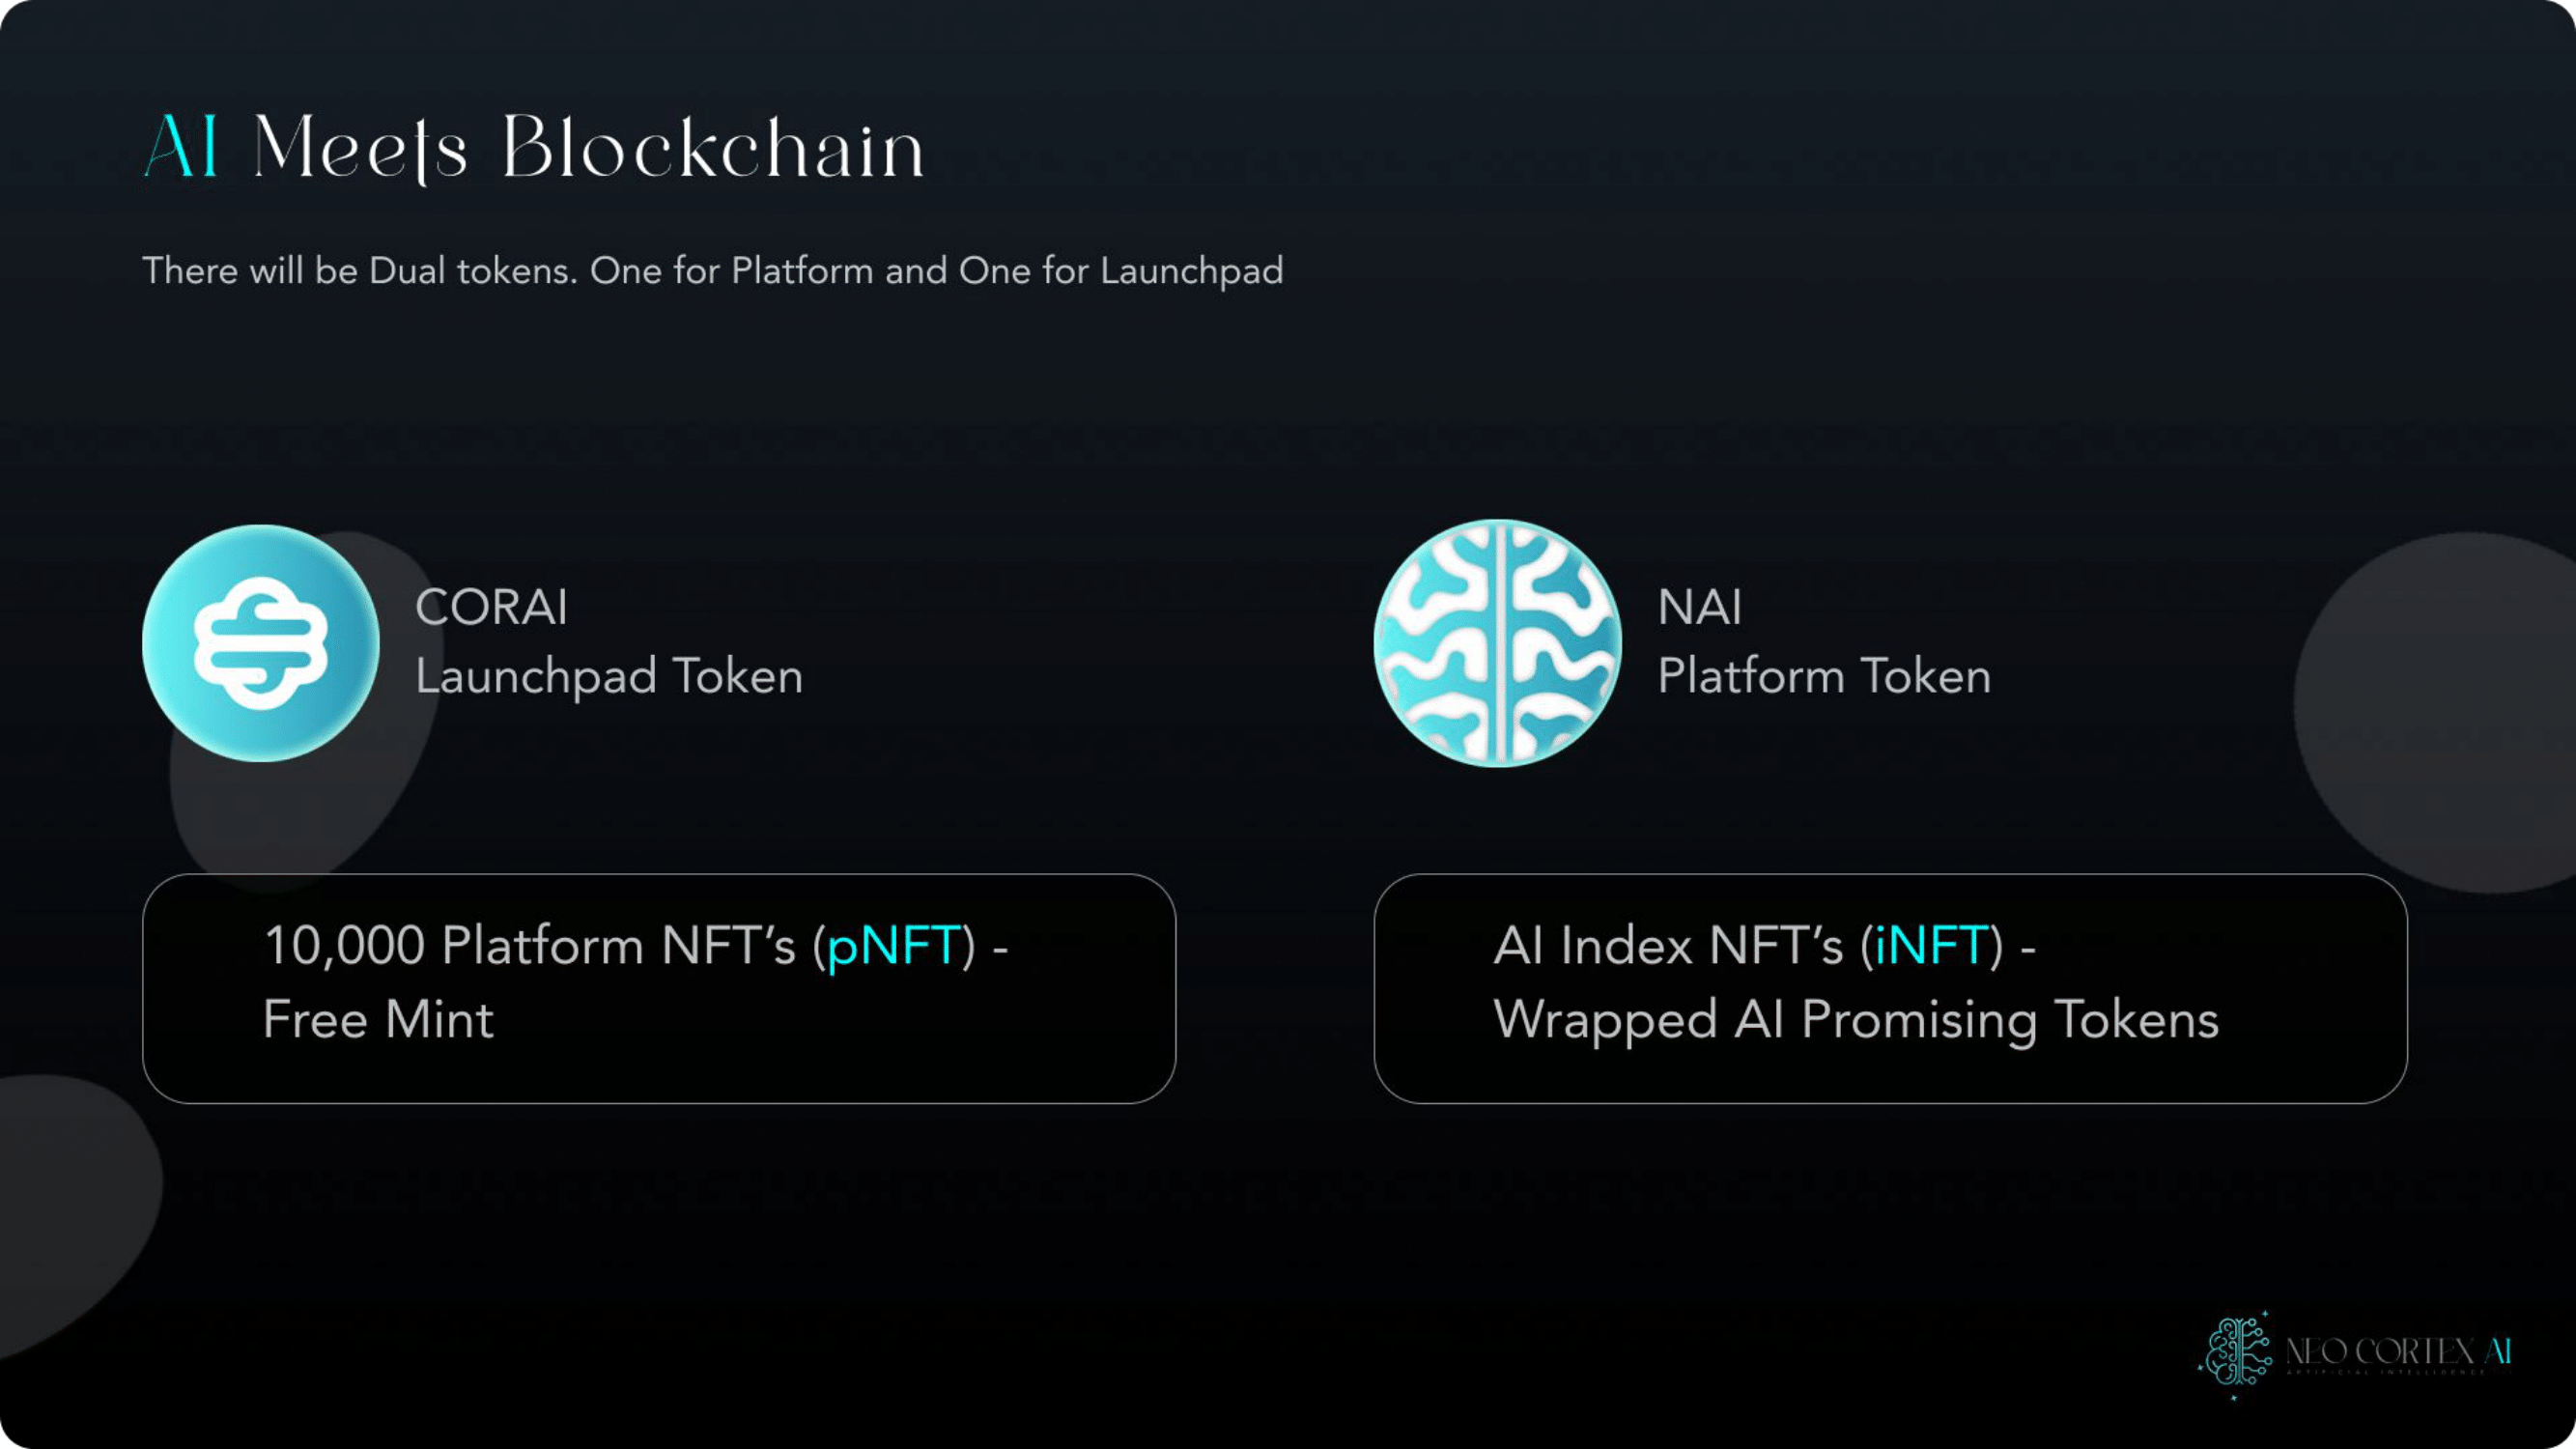 AI Meets Blockchain
There will be Dual tokens. One for Platform and One for Launchpad
CORAI
Launchpad Token
NAI
Platform Token
10,000 Platform NFT’s (pNFT) -
Free Mint
AI Index NFT’s (iNFT) -
Wrapped AI Promising Tokens
NEO CORTEX AI
ARTIFICIAL INTELLIGENCE